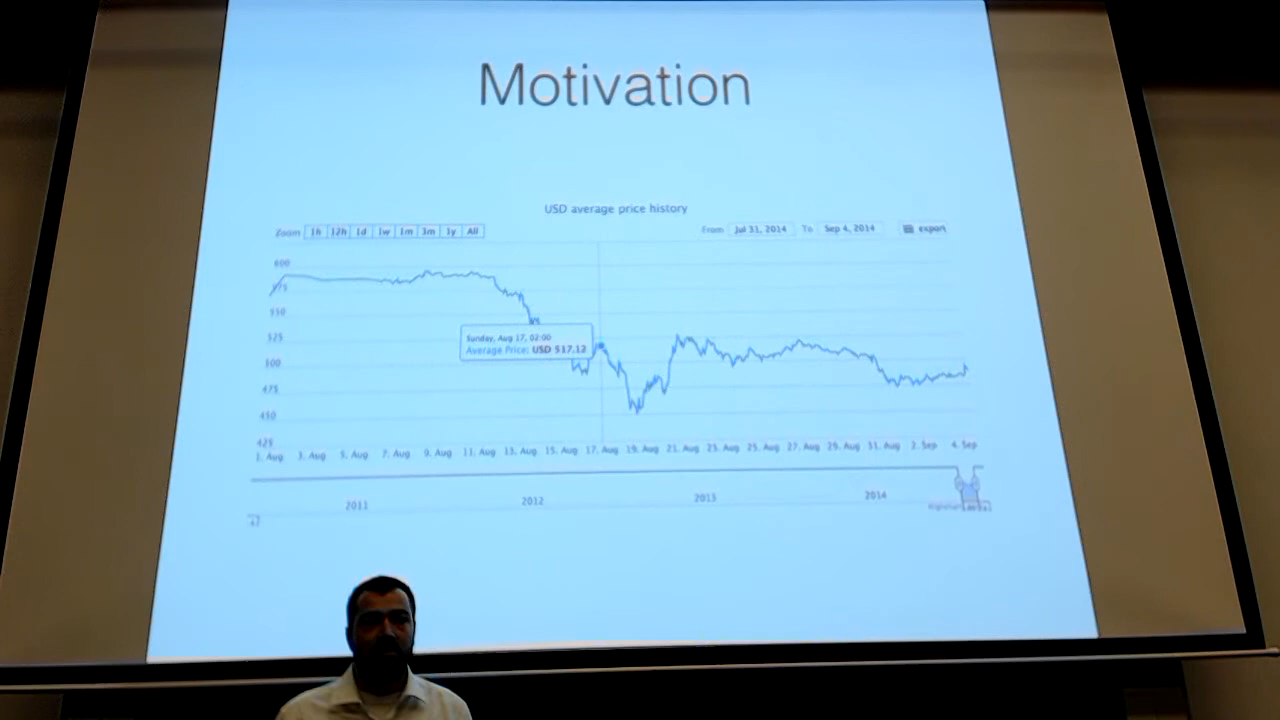 Motivation
USD average price history
Zoom 1h 12h 1d 1w 1m 3m 1y All
From Jul 31, 2014 To Sep 4, 2014 export
600
575
550
525
500
475
450
425
Sunday, Aug 17, 02:00
Average Price: USD 517.12
1. Aug 3. Aug 5. Aug 7. Aug 9. Aug 11. Aug 13. Aug 15. Aug 17. Aug 19. Aug 21. Aug 23. Aug 25. Aug 27. Aug 29. Aug 31. Aug 2. Sep 4. Sep
2011 2012 2013 2014